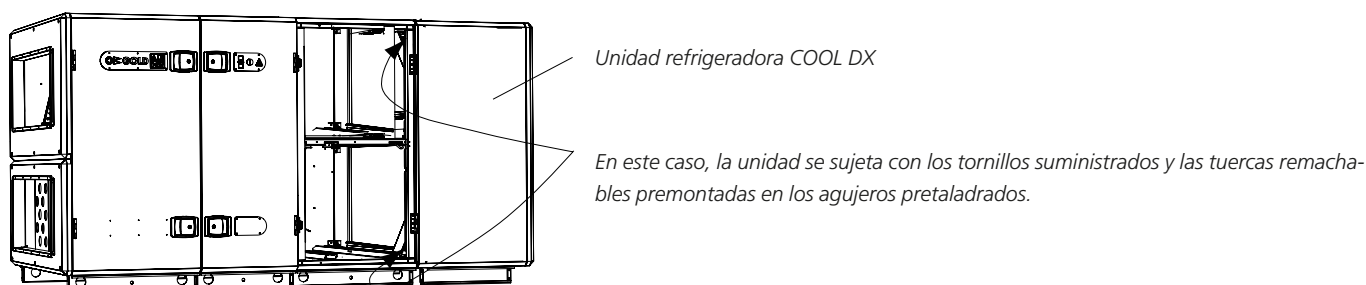 GOLD
Unidad refrigeradora COOL DX
En este caso, la unidad se sujeta con los tornillos suministrados y las tuercas remacha-
bles premontadas en los agujeros pretaladrados.